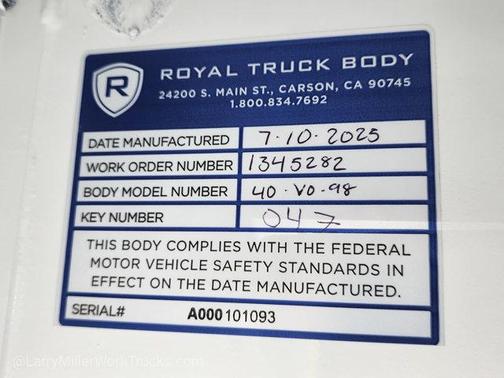 R
ROYAL TRUCK BODY
24200 S. MAIN ST., CARSON, CA 90745
1.800.834.7692
DATE MANUFACTURED 7·10·2025
WORK ORDER NUMBER 1345282
BODY MODEL NUMBER 40·VO·98
KEY NUMBER 047
THIS BODY COMPLIES WITH THE FEDERAL
MOTOR VEHICLE SAFETY STANDARDS IN
EFFECT ON THE DATE MANUFACTURED.
SERIAL# A000101093
@LarryMillerWorkTrucks.com